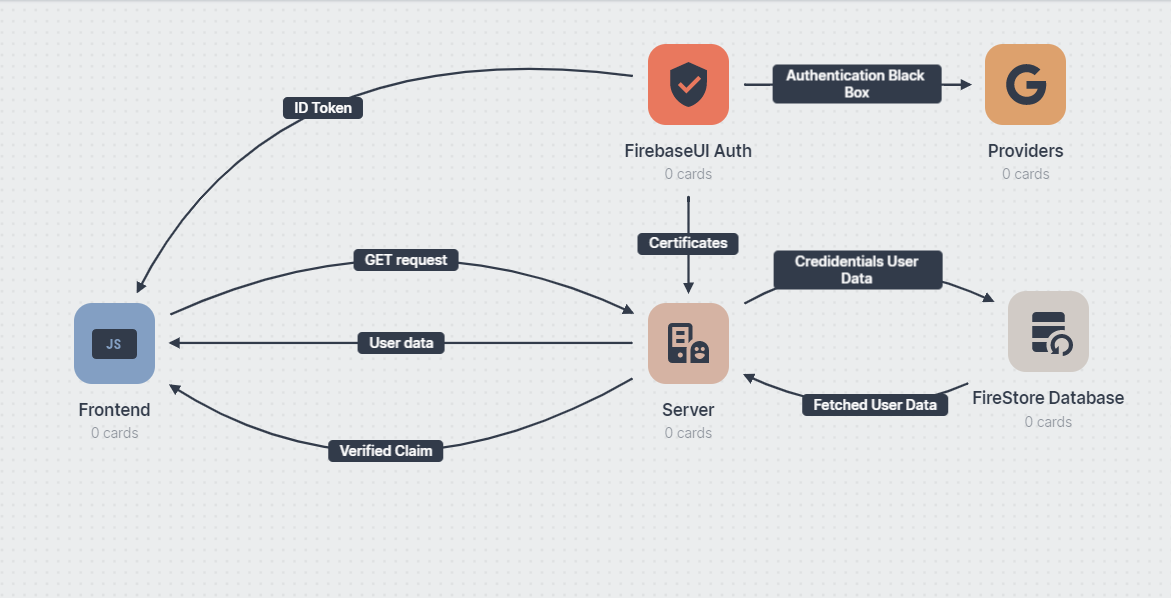 ID Token
Authentication Black
Box
FirebaseUI Auth
0 cards
Providers
0 cards
Certificates
GET request
Credidentials User
Data
JS
User data
Frontend
0 cards
Server
0 cards
Fetched User Data
FireStore Database
0 cards
Verified Claim